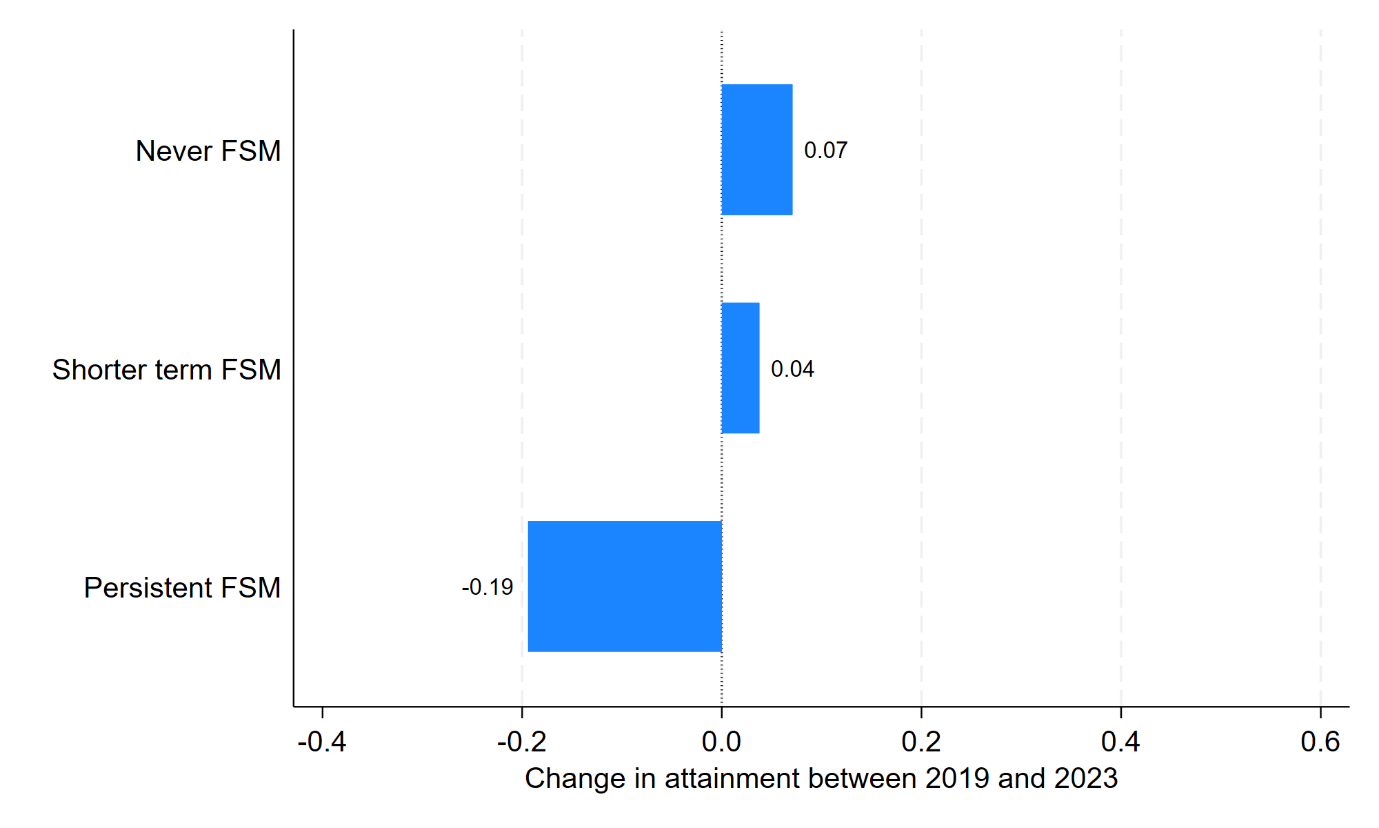 Never FSM
0.07
Shorter term FSM
0.04
Persistent FSM
-0.19
-0.4 -0.2 0.0 0.2 0.4 0.6
Change in attainment between 2019 and 2023